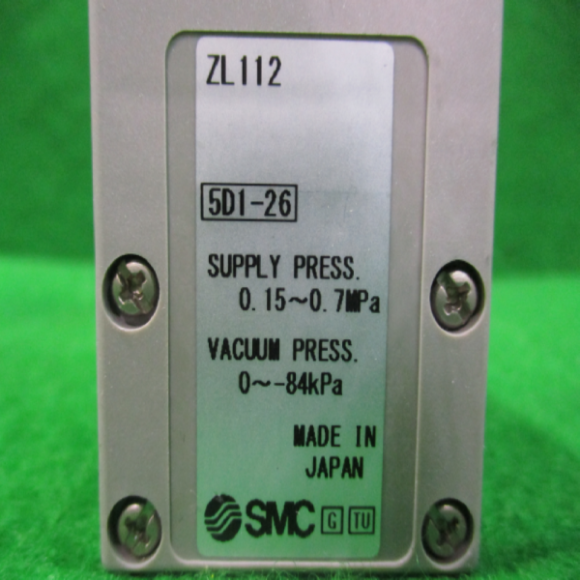 ZL112
5D1-26
SUPPLY PRESS.
0.15~0.7MPa
VACUUM PRESS.
0~-84kPa
MADE IN
JAPAN
SMC G TU